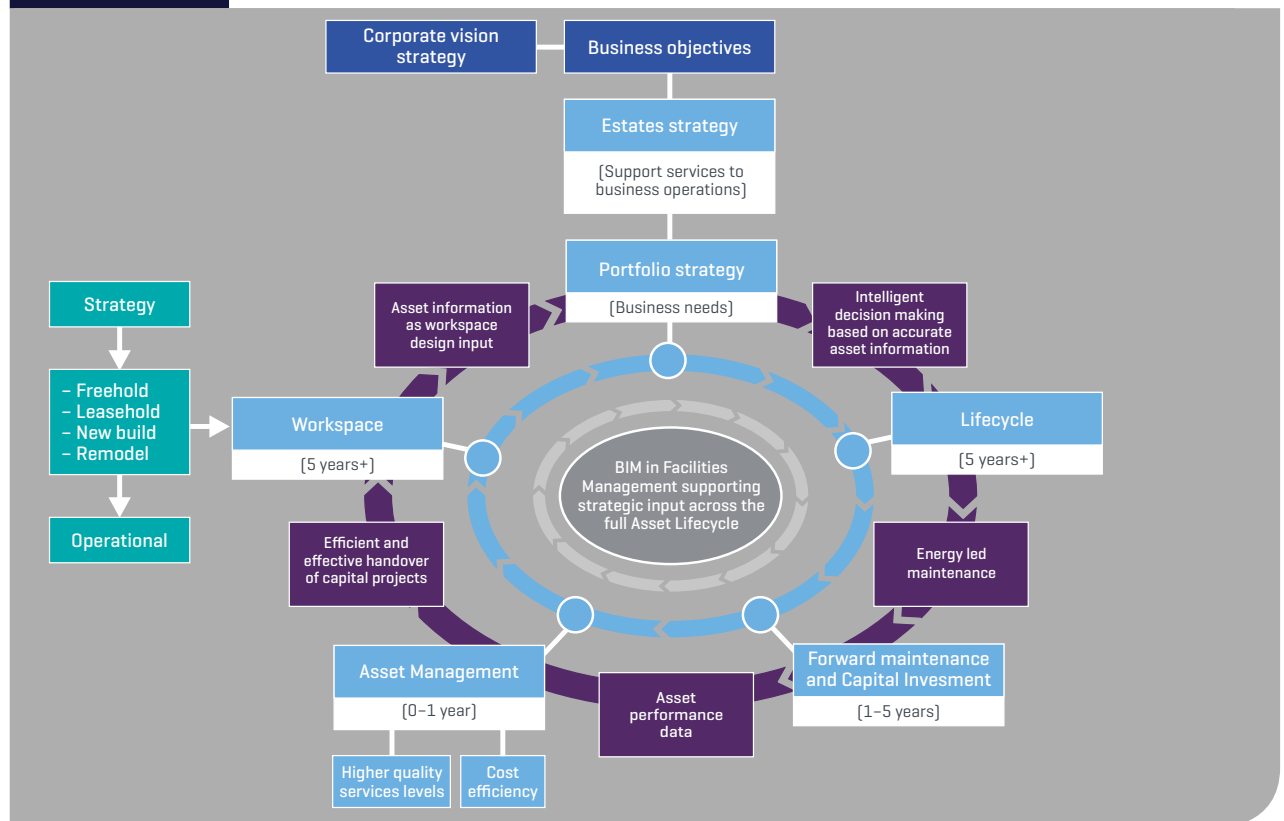 Corporate vision
strategy
Business objectives
Estates strategy
(Support services to
business operations)
Portfolio strategy
(Business needs)
Strategy
– Freehold
– Leasehold
– New build
– Remodel
Operational
Asset information
as workspace
design input
Intelligent
decision making
based on accurate
asset information
Workspace
(5 years+)
Lifecycle
(5 years+)
BIM in Facilities
Management supporting
strategic input across the
full Asset Lifecycle
Efficient and
effective handover
of capital projects
Energy led
maintenance
Asset Management
(0–1 year)
Asset
performance
data
Forward maintenance
and Capital Invesment
(1–5 years)
Higher quality
services levels
Cost
efficiency